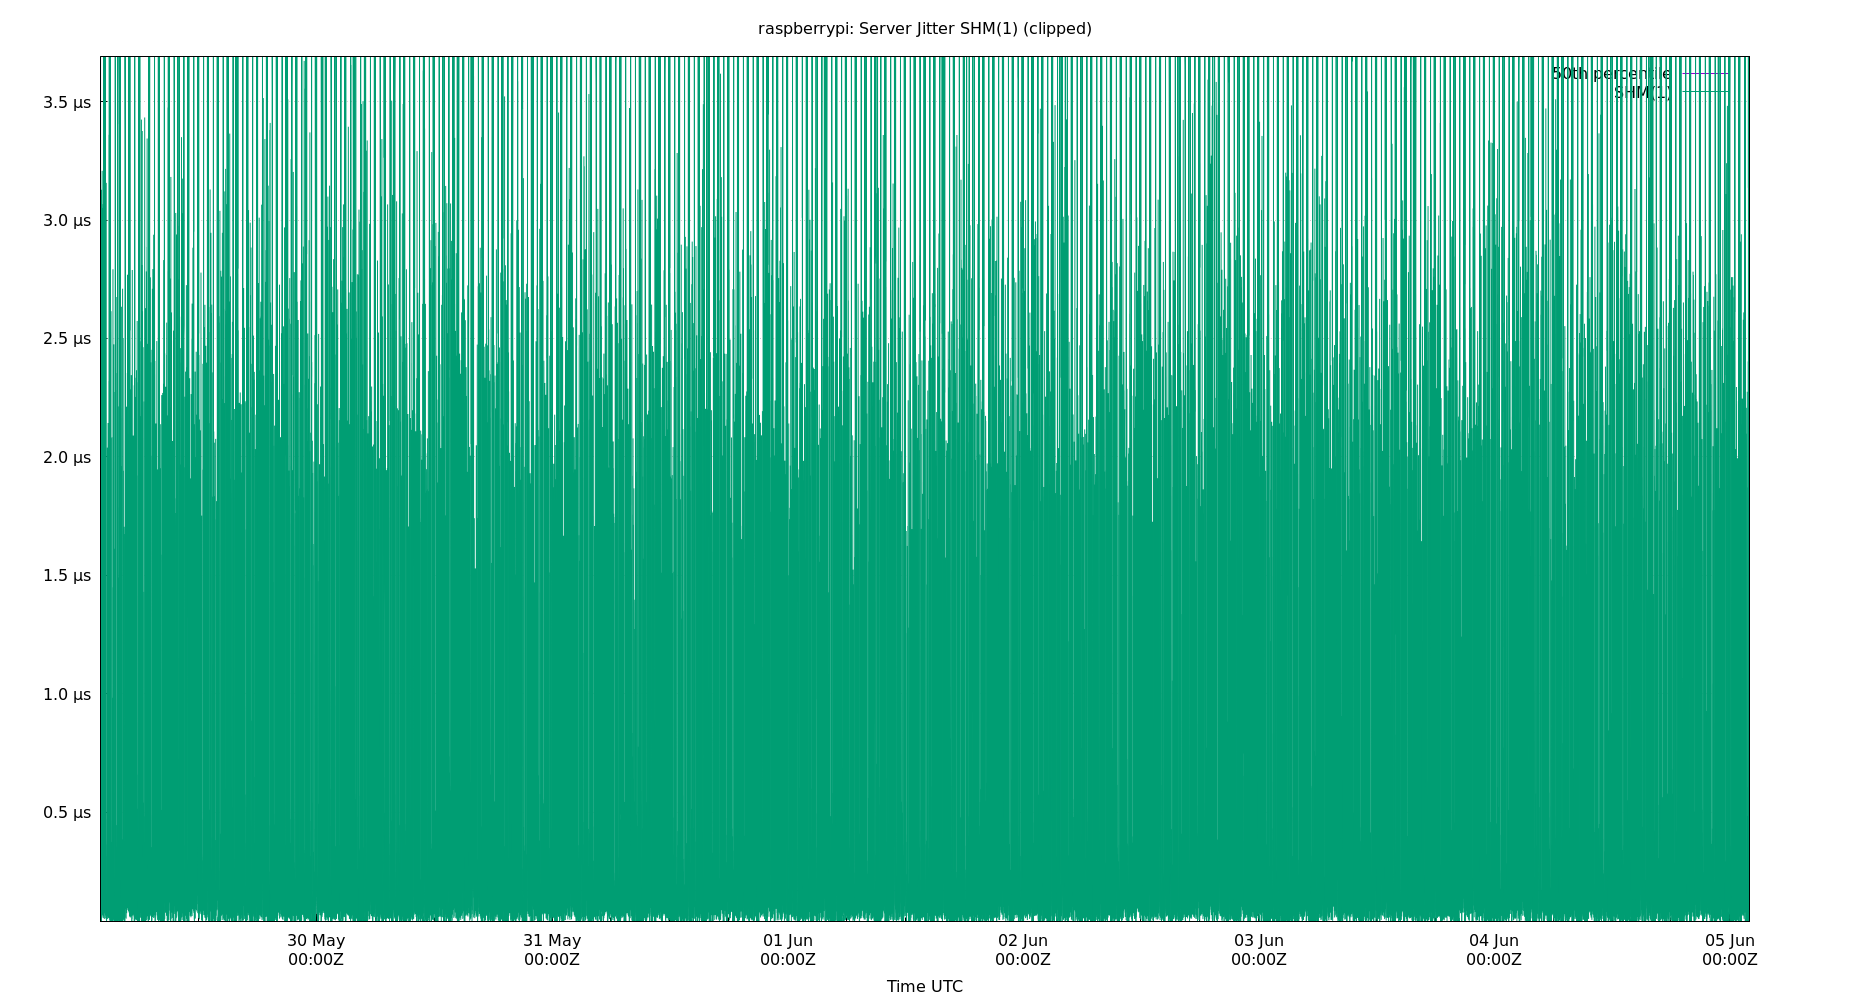 raspberrypi: Server Jitter SHM(1) (clipped)
50th percentile
SHM(1)
3.5 μs
3.0 μs
2.5 μs
2.0 μs
1.5 μs
1.0 μs
0.5 μs
30 May 31 May 01 Jun 02 Jun 03 Jun 04 Jun 05 Jun
00:00Z 00:00Z 00:00Z 00:00Z 00:00Z 00:00Z 00:00Z
Time UTC